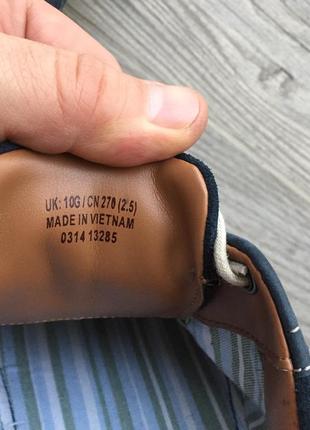 UK: 10G / CN 270 (2.5)
MADE IN VIETNAM
0314 13285